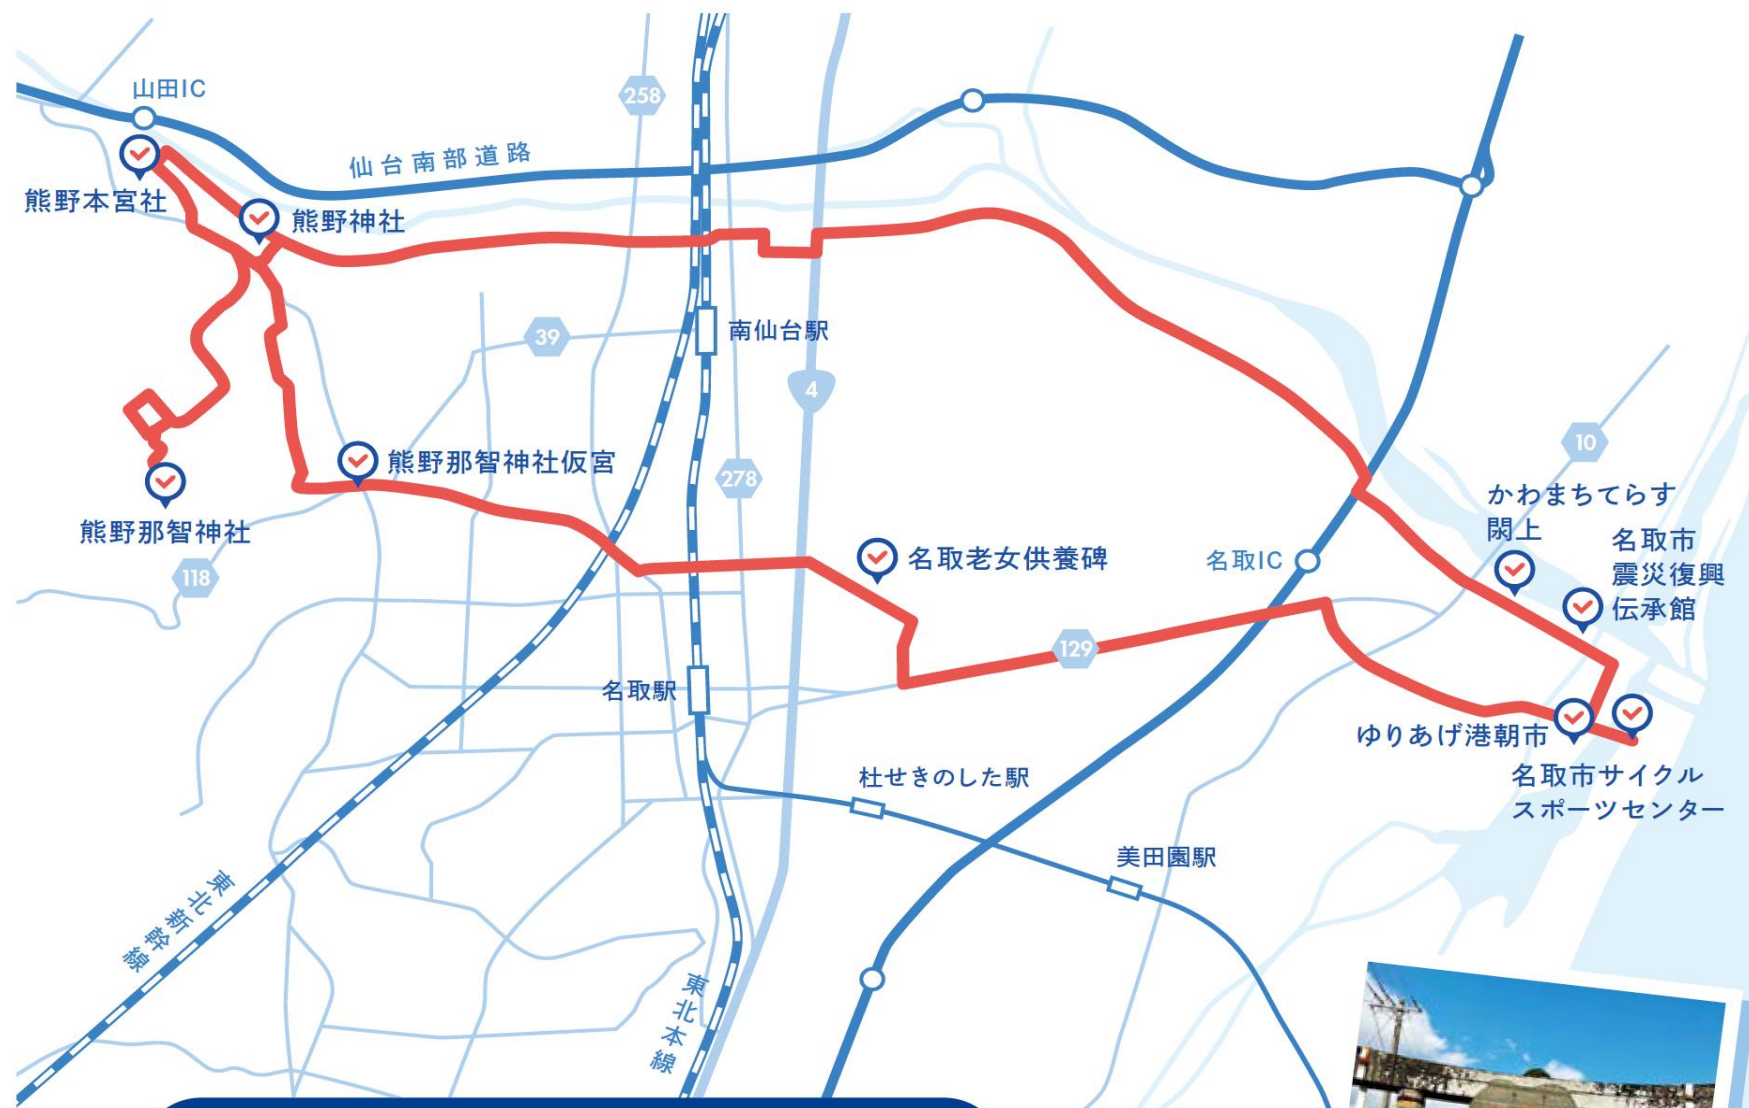 山田IC
258
仙台南部道路
熊野本宮社
熊野神社
39
南仙台駅
4
10
熊野那智神社仮宮
278
かわまちてらす
閖上
熊野那智神社
名取市
震災復興
伝承館
118
名取老女供養碑
名取IC
129
名取駅
ゆりあげ港朝市
杜せきのした駅
名取市サイクル
スポーツセンター
美田園駅
東北新幹線
東北本線